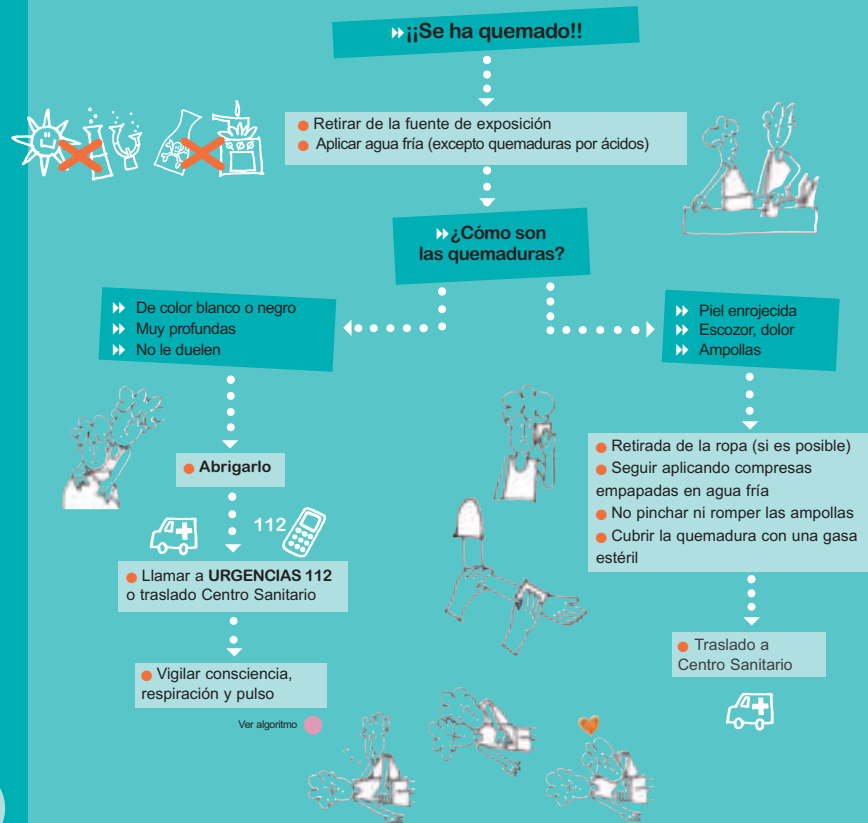 ¡¡Se ha quemado!!
Retirar de la fuente de exposición
Aplicar agua fría (excepto quemaduras por ácidos)
¿Cómo son
las quemaduras?
De color blanco o negro
Muy profundas
No le duelen
Abrigarlo
112
Llamar a URGENCIAS 112
o traslado Centro Sanitario
Vigilar consciencia,
respiración y pulso
Ver algoritmo
Piel enrojecida
Escozor, dolor
Ampollas
Retirada de la ropa (si es posible)
Seguir aplicando compresas
empapadas en agua fría
No pinchar ni romper las ampollas
Cubrir la quemadura con una gasa
estéril
Traslado a
Centro Sanitario